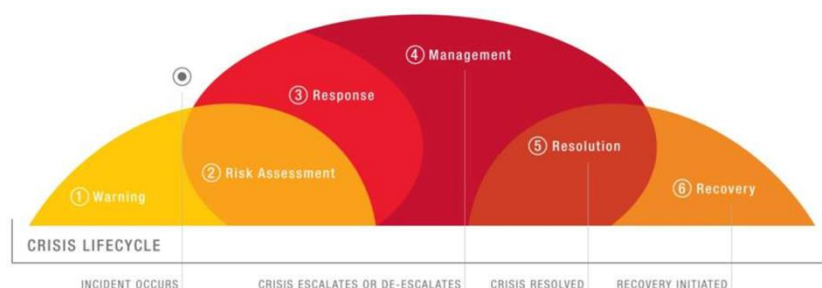 ④ Management
③ Response
⑤ Resolution
② Risk Assessment
① Warning
⑥ Recovery
CRISIS LIFECYCLE
INCIDENT OCCURS
CRISIS ESCALATES OR DE-ESCALATES
CRISIS RESOLVED
RECOVERY INITIATED